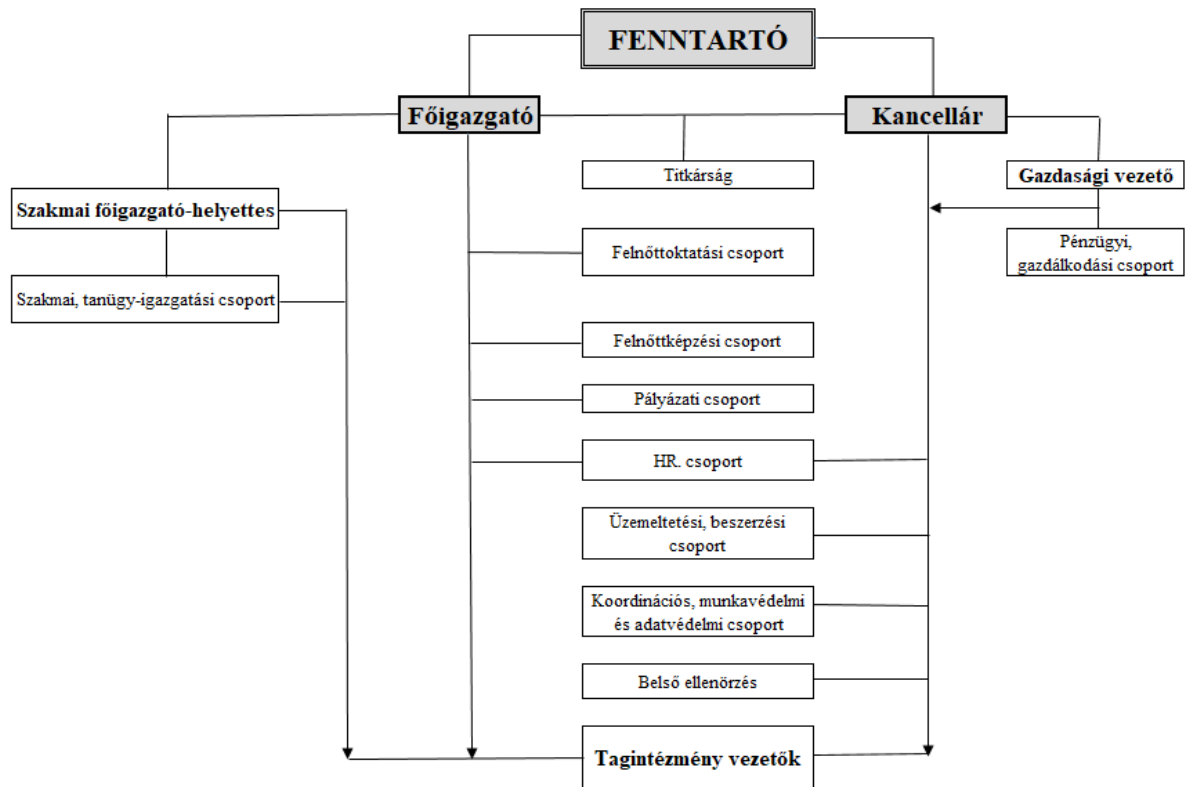 FENNTARTÓ
Főigazgató
Kancellár
Titkárság
Gazdasági vezető
Szakmai főigazgató-helyettes
Felnőttoktatási csoport
Pénzügyi,
gazdálkodási csoport
Szakmai, tanügy-igazgatási csoport
Felnőttképzési csoport
Pályázati csoport
HR. csoport
Üzemeltetési, beszerzési
csoport
Koordinációs, munkavédelmi
és adatvédelmi csoport
Belső ellenőrzés
Tagintézmény vezetők